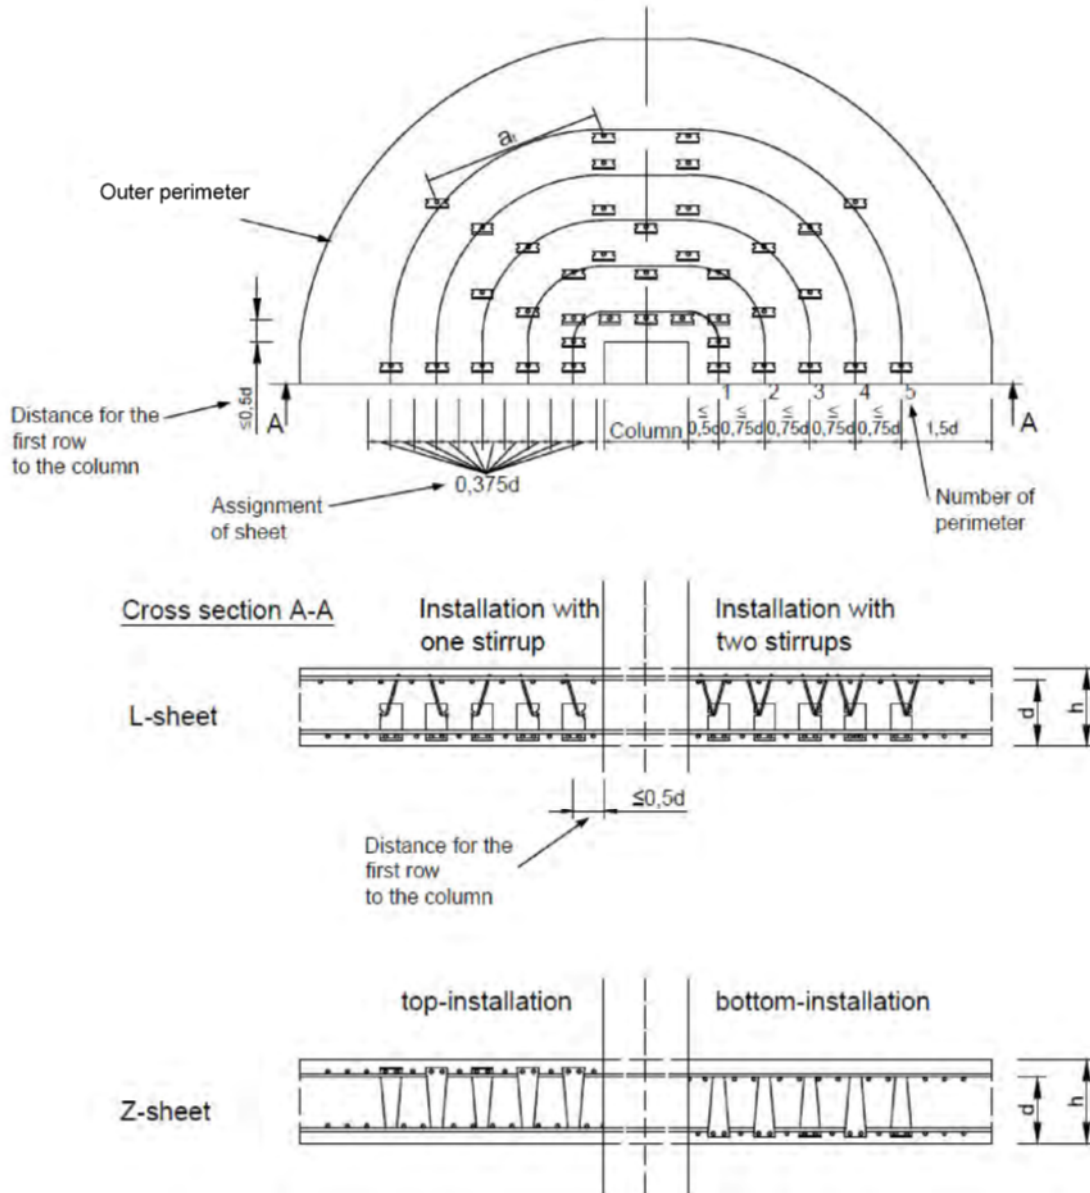 aₜ
Outer perimeter
≤0,5d
A
A
1 2 3 4 5
Column
≤0,5d
≤0,75d
≤0,75d
≤0,75d
≤0,75d
1,5d
Distance for the
first row
to the column
0,375d
Assignment
of sheet
Number of
perimeter
Cross section A-A
Installation with
one stirrup
Installation with
two stirrups
L-sheet
d
h
≤0,5d
Distance for the
first row
to the column
top-installation
bottom-installation
Z-sheet
d
h